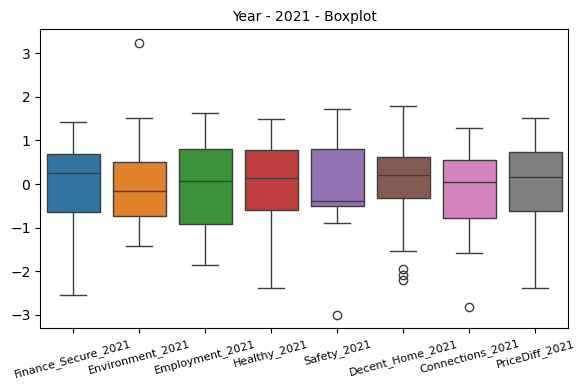 Year - 2021 - Boxplot
3
2
1
0
−1
−2
−3
Finance_Secure_2021
Environment_2021
Employment_2021
Healthy_2021
Safety_2021
Decent_Home_2021
Connections_2021
PriceDiff_2021